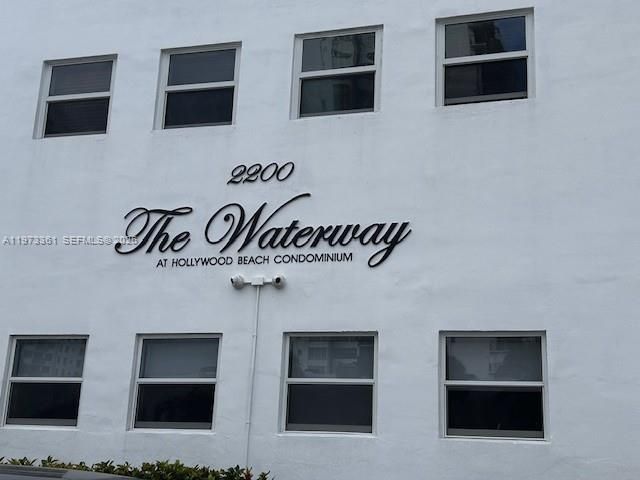 2200
The Waterway
AT HOLLYWOOD BEACH CONDOMINIUM
A11973361 SEFMLS©2026